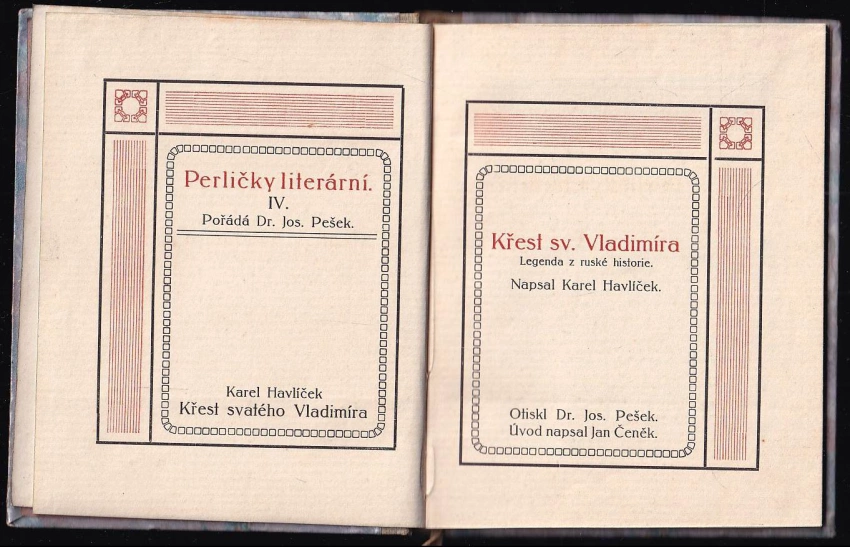 Perličky literární.
IV.
Pořádá Dr. Jos. Pešek.
Karel Havlíček
Křest svatého Vladimíra
Křest sv. Vladimíra
Legenda z ruské historie.
Napsal Karel Havlíček.
Otiskl Dr. Jos. Pešek.
Úvod napsal Jan Čeněk.